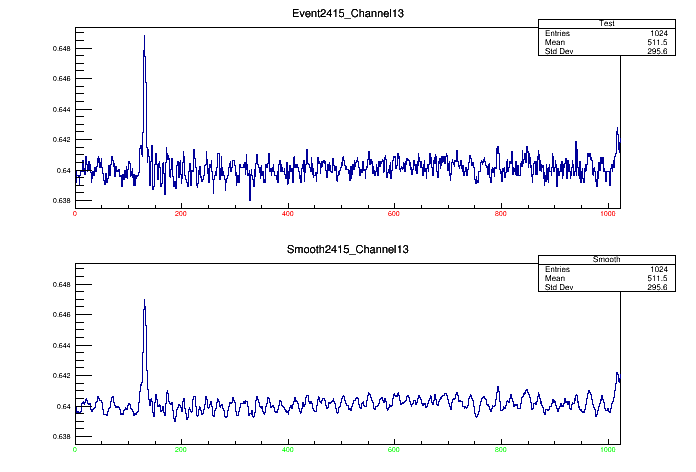 Event2415_Channel13
Test
Entries 1024
Mean 511.5
Std Dev 295.6
0.648
0.646
0.644
0.642
0.64
0.638
0 200 400 600 800 1000
Smooth2415_Channel13
Smooth
Entries 1024
Mean 511.5
Std Dev 295.6
0.648
0.646
0.644
0.642
0.64
0.638
0 200 400 600 800 1000